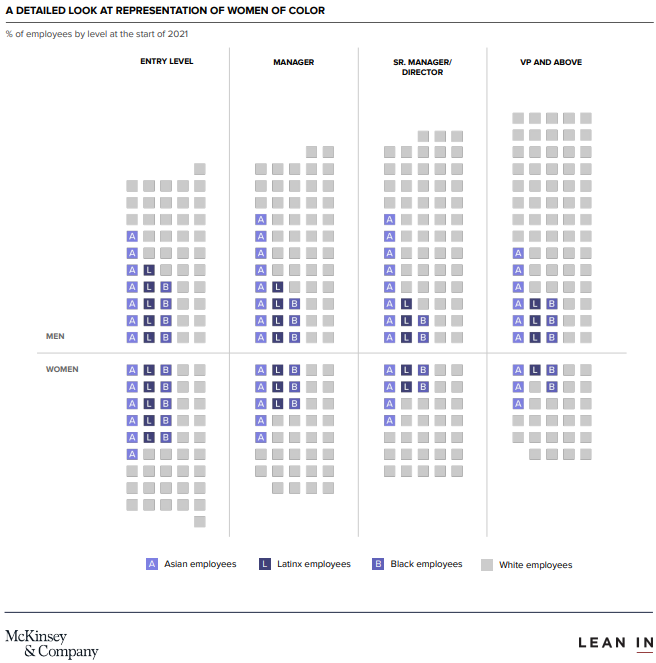 A DETAILED LOOK AT REPRESENTATION OF WOMEN OF COLOR
% of employees by level at the start of 2021
ENTRY LEVEL
MANAGER
SR. MANAGER/
DIRECTOR
VP AND ABOVE
A
A A
A A A
A L A A
A L B A L A
A L B A L B A L A L B
A L B A L B A L B A L B
MEN A L B A L B A L B A L B
WOMEN A L B A L B A L B A L B
A L B A L B A L B A B
A L B A L B A A
A L B A A
A L B A
A
A Asian employees L Latinx employees B Black employees White employees
McKinsey
& Company
LEAN IN